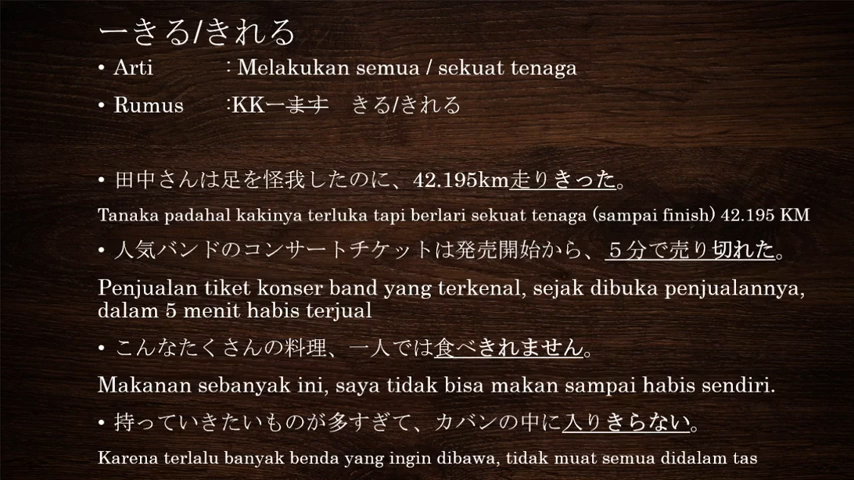 ーきる/きれる
• Arti : Melakukan semua / sekuat tenaga
• Rumus :KKーます　きる/きれる
• 田中さんは足を怪我したのに、42.195km走りきった。
Tanaka padahal kakinya terluka tapi berlari sekuat tenaga (sampai finish) 42.195 KM
• 人気バンドのコンサートチケットは発売開始から、５分で売り切れた。
Penjualan tiket konser band yang terkenal, sejak dibuka penjualannya,
dalam 5 menit habis terjual
• こんなたくさんの料理、一人では食べきれません。
Makanan sebanyak ini, saya tidak bisa makan sampai habis sendiri.
• 持っていきたいものが多すぎて、カバンの中に入りきらない。
Karena terlalu banyak benda yang ingin dibawa, tidak muat semua didalam tas